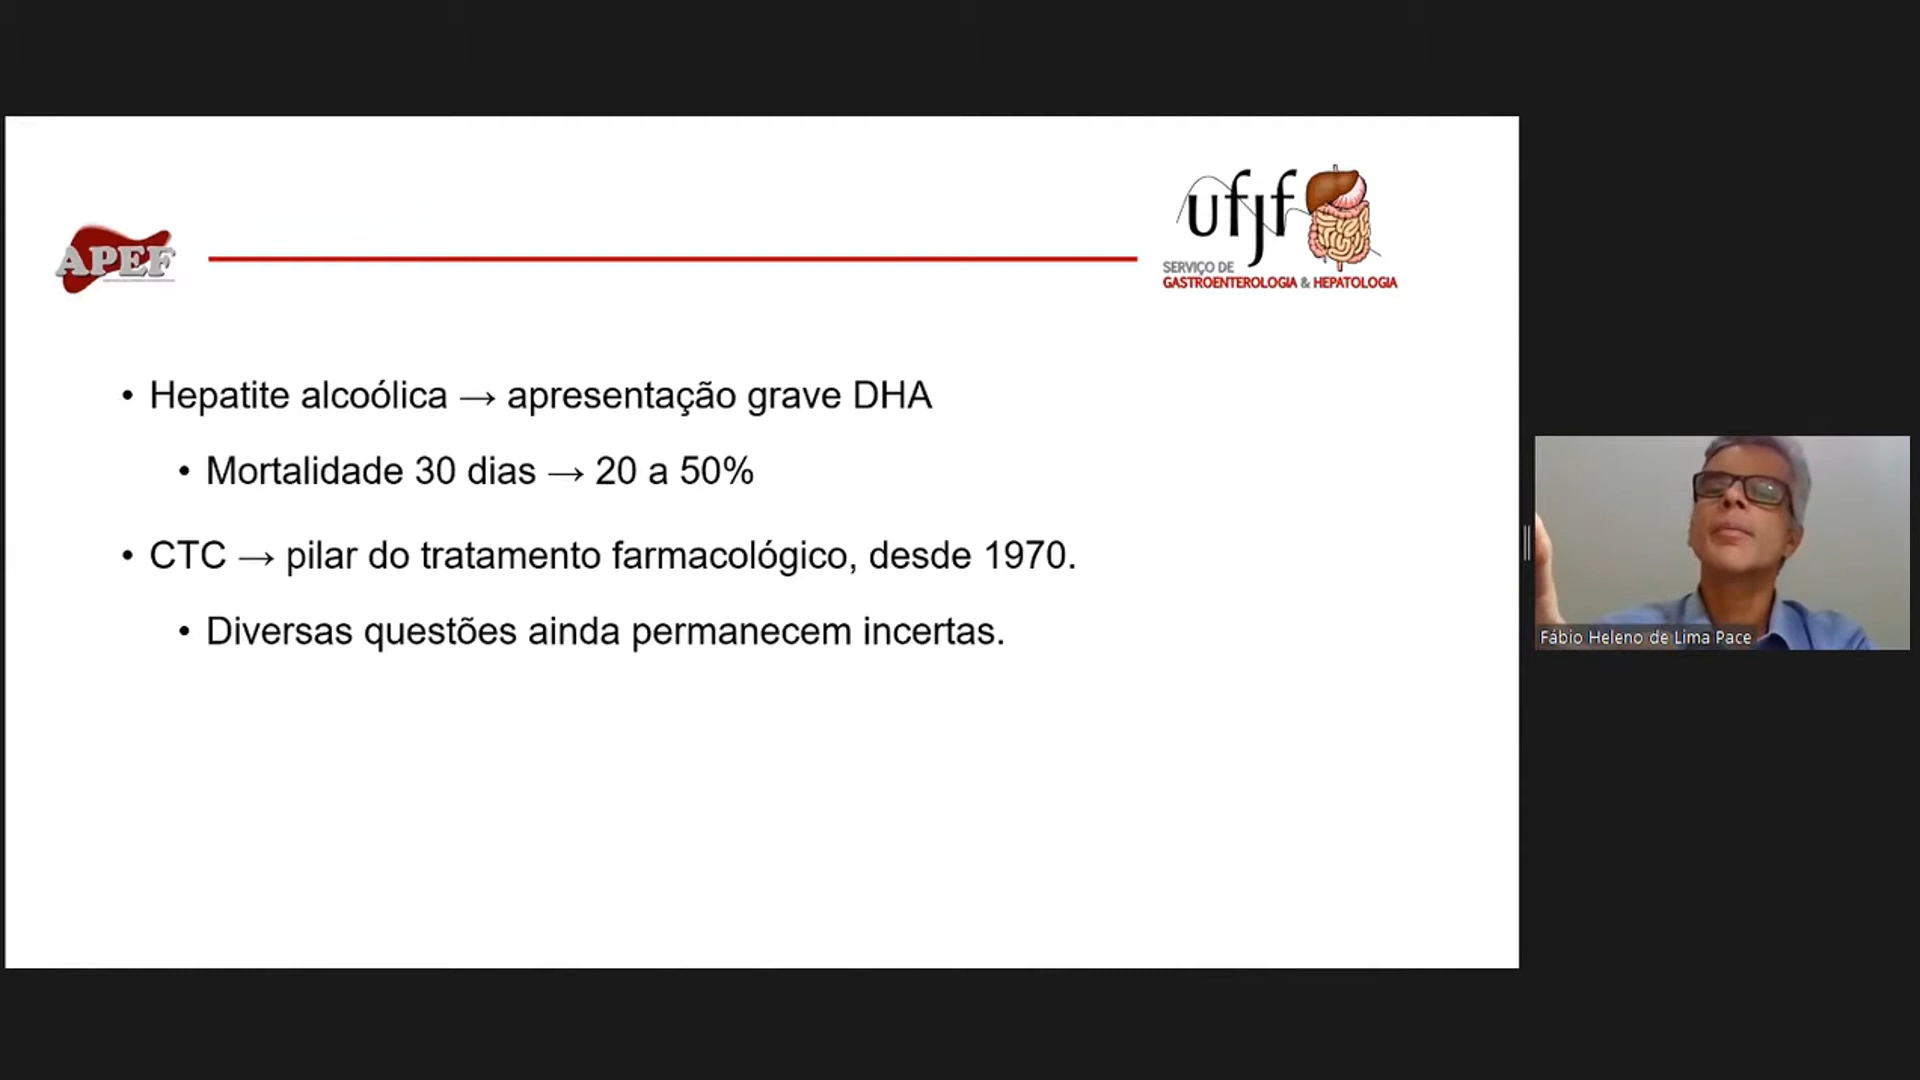 ufjf
APEF
SERVIÇO DE
GASTROENTEROLOGIA & HEPATOLOGIA
• Hepatite alcoólica → apresentação grave DHA
• Mortalidade 30 dias → 20 a 50%
• CTC → pilar do tratamento farmacológico, desde 1970.
• Diversas questões ainda permanecem incertas.
Fábio Heleno de Lima Pace